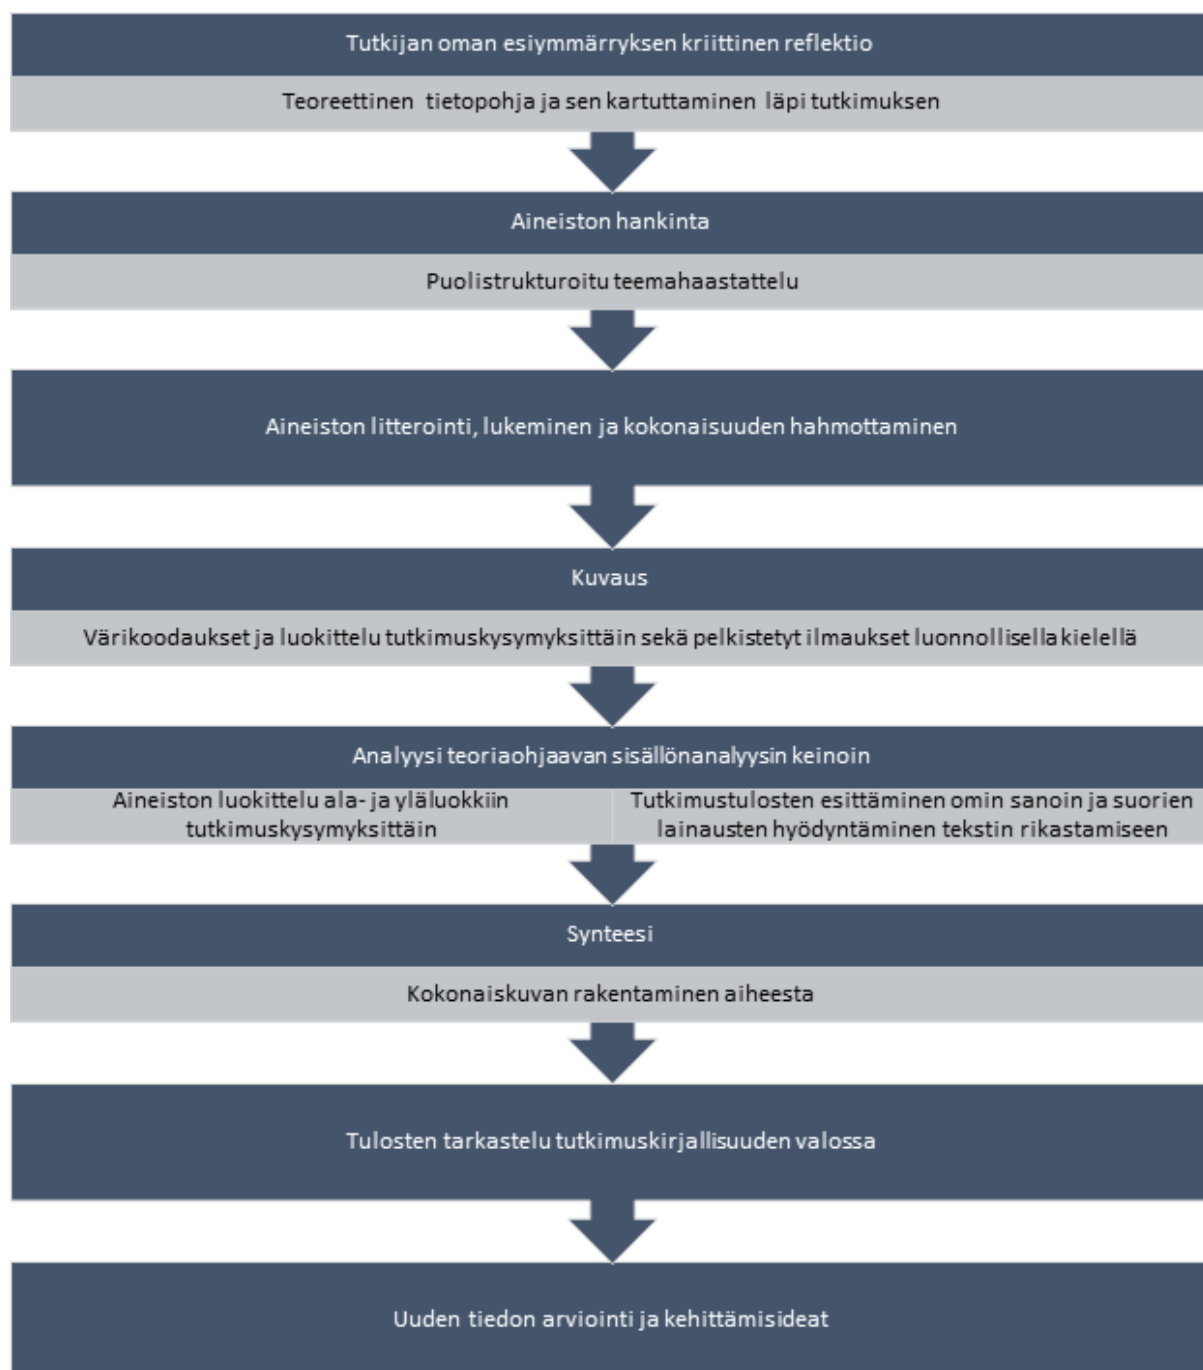 Tutkijan oman esiymmärryksen kriittinen reflektio
Teoreettinen tietopohja ja sen kartuttaminen läpi tutkimuksen
Aineiston hankinta
Puolistrukturoitu teemahaastattelu
Aineiston litterointi, lukeminen ja kokonaisuuden hahmottaminen
Kuvaus
Värikoodaukset ja luokittelu tutkimuskysymyksittäin sekä pelkistetyt ilmaukset luonnollisella kielellä
Analyysi teoriaohjaavan sisällönanalyysin keinoin
Aineiston luokittelu ala- ja yläluokkiin
tutkimuskysymyksittäin
Tutkimustulosten esittäminen omin sanoin ja suorien
lainausten hyödyntäminen tekstin rikastamiseen
Synteesi
Kokonaiskuvan rakentaminen aiheesta
Tulosten tarkastelu tutkimuskirjallisuuden valossa
Uuden tiedon arviointi ja kehittämisideat